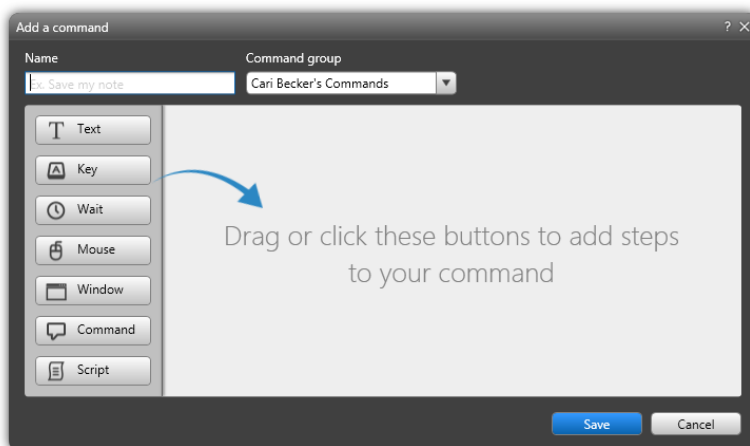 Add a command
? X
Name
Command group
Ex. Save my note
Cari Becker's Commands
Text
Key
Wait
Mouse
Window
Command
Script
Drag or click these buttons to add steps
to your command
Save
Cancel